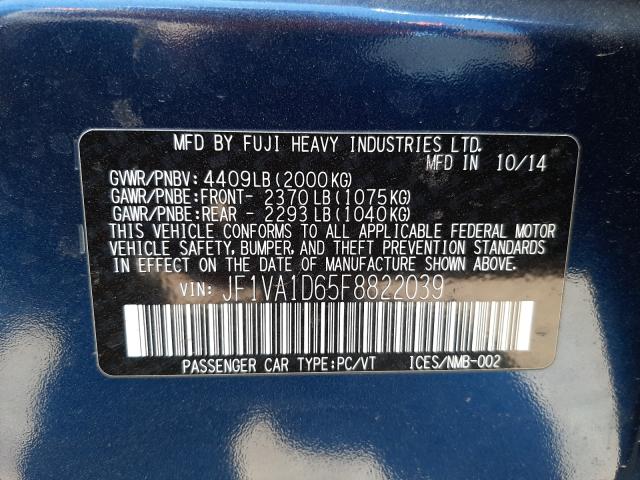 MFD BY FUJI HEAVY INDUSTRIES LTD.
MFD IN 10/14
GVWR/PNBV: 4409LB(2000KG)
GAWR/PNBE:FRONT- 2370LB(1075KG)
GAWR/PNBE:REAR - 2293LB(1040KG)
THIS VEHICLE CONFORMS TO ALL APPLICABLE FEDERAL MOTOR
VEHICLE SAFETY, BUMPER, AND THEFT PREVENTION STANDARDS
IN EFFECT ON THE DATE OF MANUFACTURE SHOWN ABOVE.
VIN: JF1VA1D65F8822039
PASSENGER CAR TYPE:PC/VT ICES/NMB-002